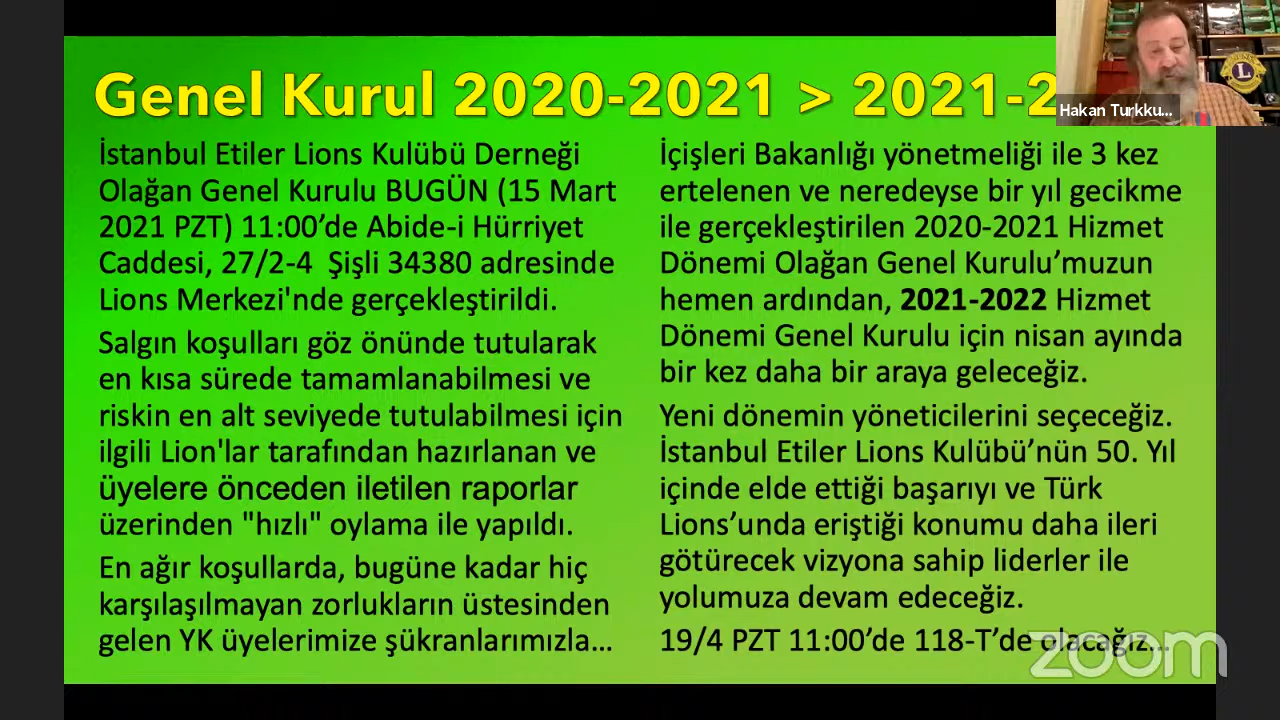 Genel Kurul 2020-2021 > 2021-2
İstanbul Etiler Lions Kulübü Derneği
Olağan Genel Kurulu BUGÜN (15 Mart
2021 PZT) 11:00’de Abide-i Hürriyet
Caddesi, 27/2-4 Şişli 34380 adresinde
Lions Merkezi'nde gerçekleştirildi.
Salgın koşulları göz önünde tutularak
en kısa sürede tamamlanabilmesi ve
riskin en alt seviyede tutulabilmesi için
ilgili Lion'lar tarafından hazırlanan ve
üyelere önceden iletilen raporlar
üzerinden "hızlı" oylama ile yapıldı.
En ağır koşullarda, bugüne kadar hiç
karşılaşılmayan zorlukların üstesinden
gelen YK üyelerimize şükranlarımızla...
İçişleri Bakanlığı yönetmeliği ile 3 kez
ertelenen ve neredeyse bir yıl gecikme
ile gerçekleştirilen 2020-2021 Hizmet
Dönemi Olağan Genel Kurulu’muzun
hemen ardından, 2021-2022 Hizmet
Dönemi Genel Kurulu için nisan ayında
bir kez daha bir araya geleceğiz.
Yeni dönemin yöneticilerini seçeceğiz.
İstanbul Etiler Lions Kulübü’nün 50. Yıl
içinde elde ettiği başarıyı ve Türk
Lions’unda eriştiği konumu daha ileri
götürecek vizyona sahip liderler ile
yolumuza devam edeceğiz.
19/4 PZT 11:00’de 118-T’de olacağız...
Hakan Turkku...
L
zoom